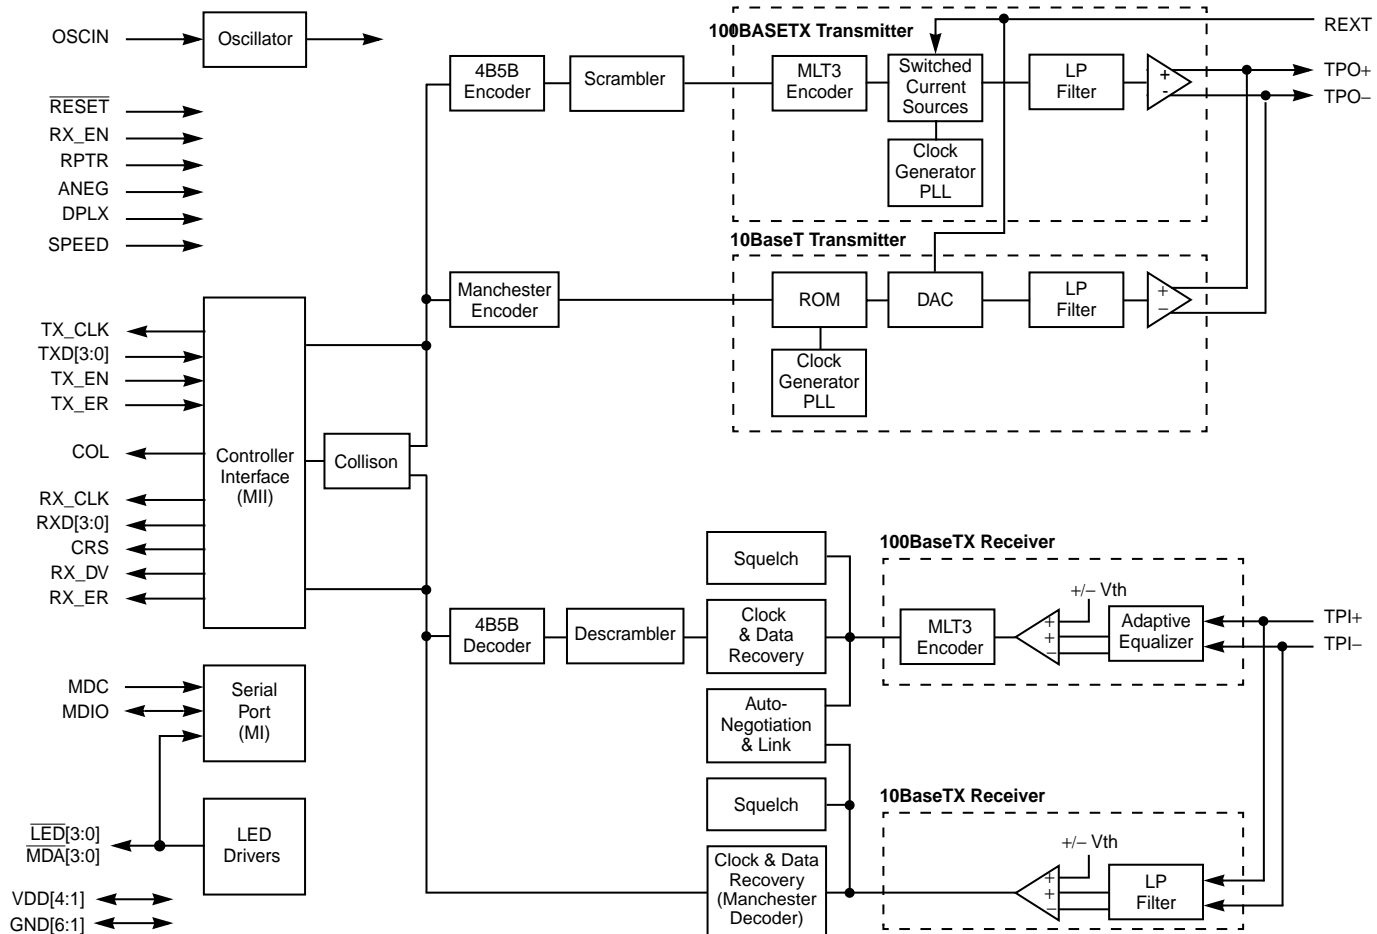 OSCIN
Oscillator
RESET
RX_EN
RPTR
ANEG
DPLX
SPEED
4B5B
Encoder
Scrambler
100BASETX Transmitter
MLT3
Encoder
Switched
Current
Sources
LP
Filter
+
-
Clock
Generator
PLL
REXT
TPO+
TPO–
10BaseT Transmitter
Manchester
Encoder
ROM
DAC
LP
Filter
+
–
Clock
Generator
PLL
TX_CLK
TXD[3:0]
TX_EN
TX_ER
COL
RX_CLK
RXD[3:0]
CRS
RX_DV
RX_ER
Controller
Interface
(MII)
Collison
Squelch
100BaseTX Receiver
4B5B
Decoder
Descrambler
Clock
& Data
Recovery
MLT3
Encoder
+/– Vth
+
+
–
Adaptive
Equalizer
TPI+
TPI–
Auto-
Negotiation
& Link
MDC
MDIO
Serial
Port
(MI)
Squelch
10BaseTX Receiver
LED[3:0]
MDA[3:0]
LED
Drivers
Clock & Data
Recovery
(Manchester
Decoder)
+/– Vth
+
+
–
LP
Filter
VDD[4:1]
GND[6:1]